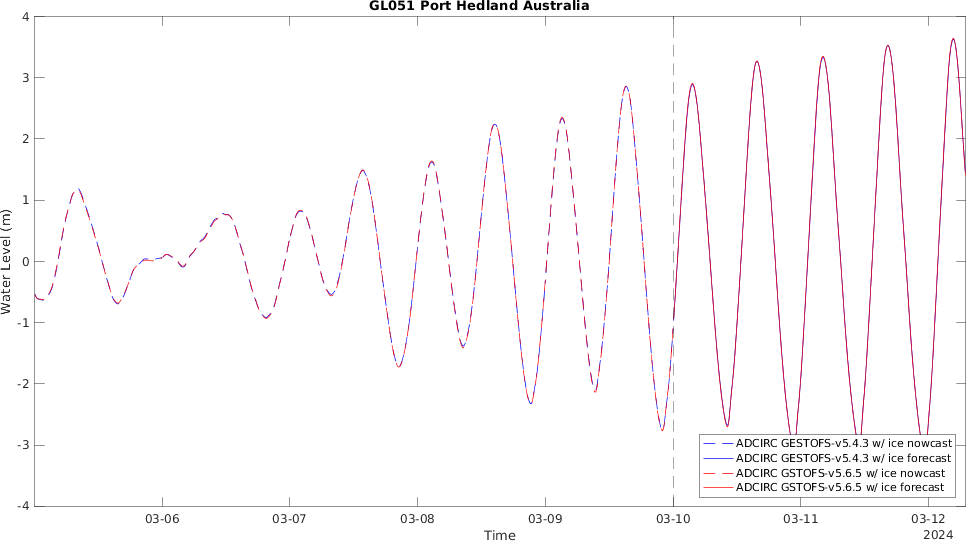 GL051 Port Hedland Australia
4
3
2
1
0
-1
-2
-3
-4
Water Level (m)
ADCIRC GESTOFS-v5.4.3 w/ ice nowcast
ADCIRC GESTOFS-v5.4.3 w/ ice forecast
ADCIRC GSTOFS-v5.6.5 w/ ice nowcast
ADCIRC GSTOFS-v5.6.5 w/ ice forecast
03-06 03-07 03-08 03-09 03-10 03-11 03-12
Time
2024